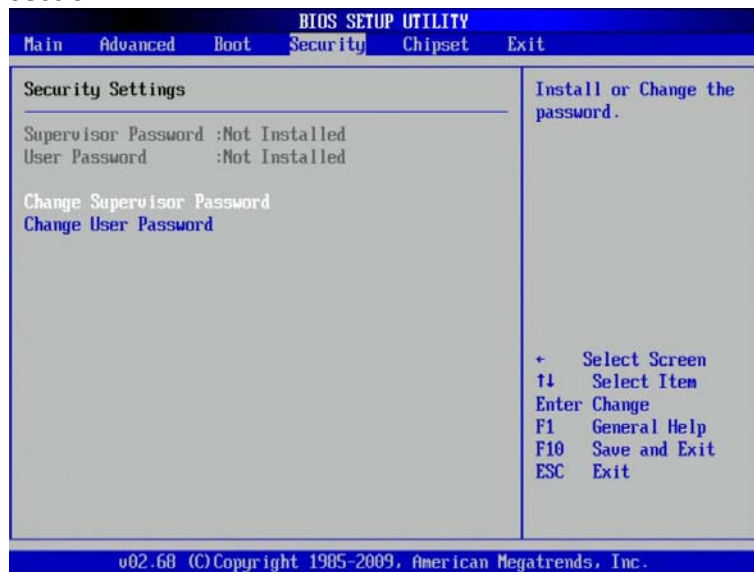 BIOS SETUP UTILITY
Main Advanced Boot Security Chipset Exit
Security Settings
Supervisor Password :Not Installed
User Password :Not Installed
Change Supervisor Password
Change User Password
Install or Change the
password.
← Select Screen
↑↓ Select Item
Enter Change
F1 General Help
F10 Save and Exit
ESC Exit
v02.68 (C)Copyright 1985-2009, American Megatrends, Inc.